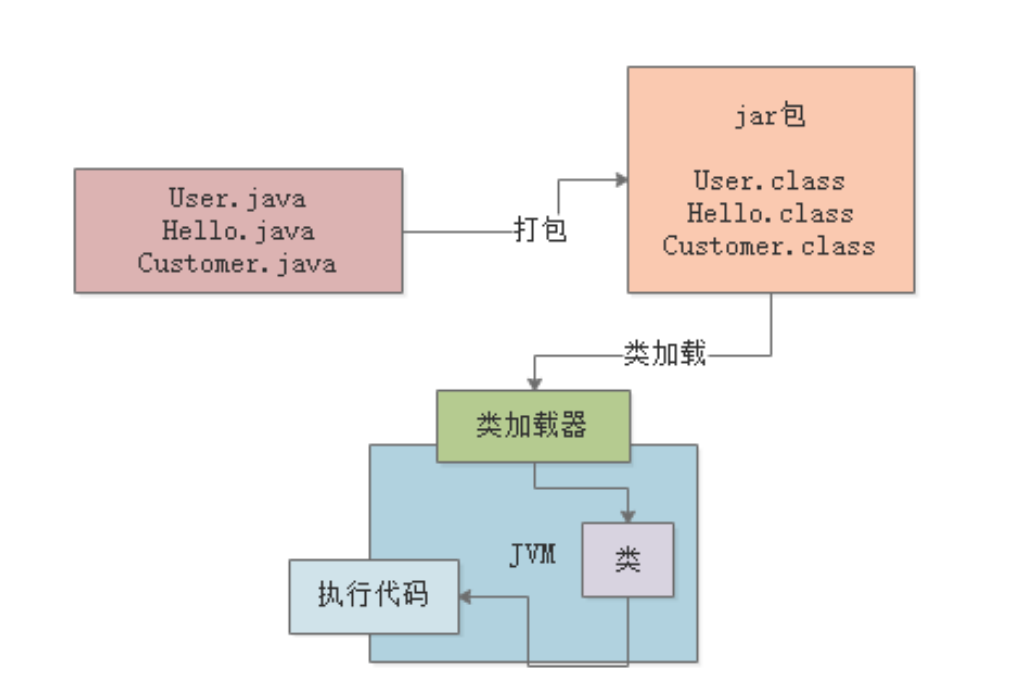 User.java
Hello.java
Customer.java
打包
jar包
User.class
Hello.class
Customer.class
类加载
类加载器
JVM
类
执行代码